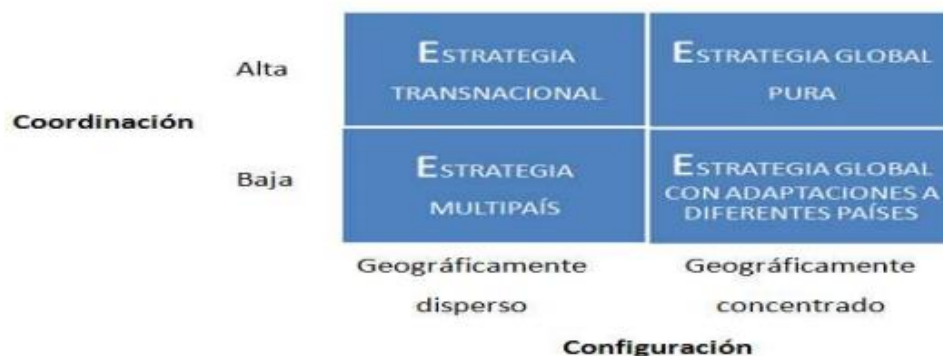 ESTRATEGIA
TRANSNACIONAL
ESTRATEGIA GLOBAL
PURA
Alta
Coordinación
Baja
ESTRATEGIA
MULTIPAÍS
ESTRATEGIA GLOBAL
CON ADAPTACIONES A
DIFERENTES PAÍSES
Geográficamente
disperso
Geográficamente
concentrado
Configuración